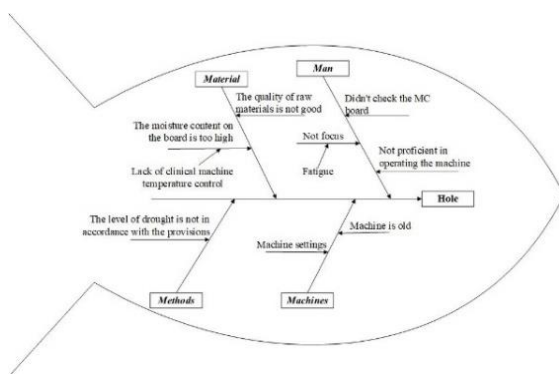 Material
Man
The quality of raw
materials is not good
Didn't check the MC
board
The moisture content on
the board is too high
Not focus
Lack of clinical machine
temperature control
Fatigue
Not proficient in
operating the machine
Hole
The level of drought is not in
accordance with the provisions
Machine is old
Machine settings
Methods
Machines